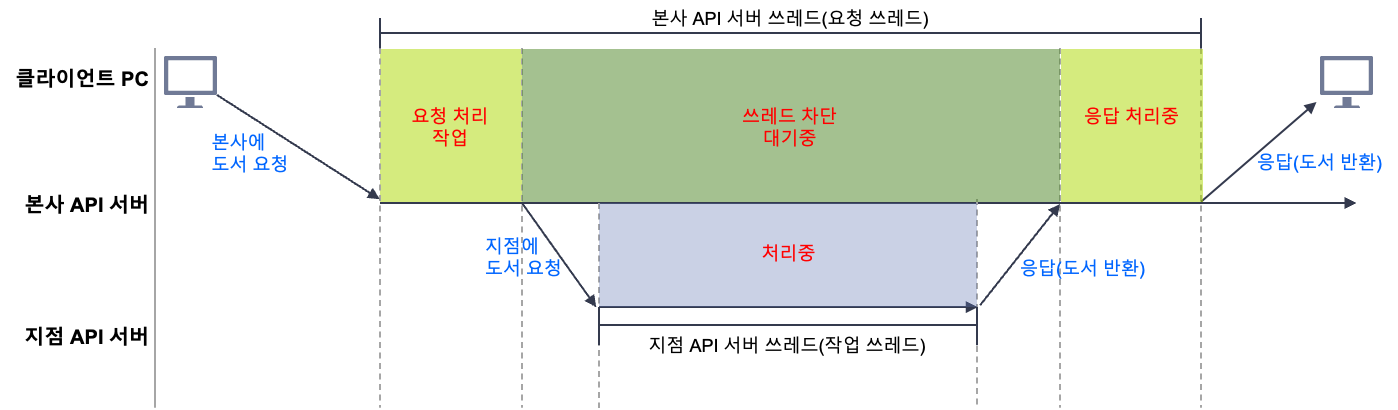 본사 API 서버 쓰레드(요청 쓰레드)
클라이언트 PC
요청 처리
작업
쓰레드 차단
대기중
응답 처리중
본사에
도서 요청
응답(도서 반환)
본사 API 서버
지점에
도서 요청
처리중
응답(도서 반환)
지점 API 서버
지점 API 서버 쓰레드(작업 쓰레드)